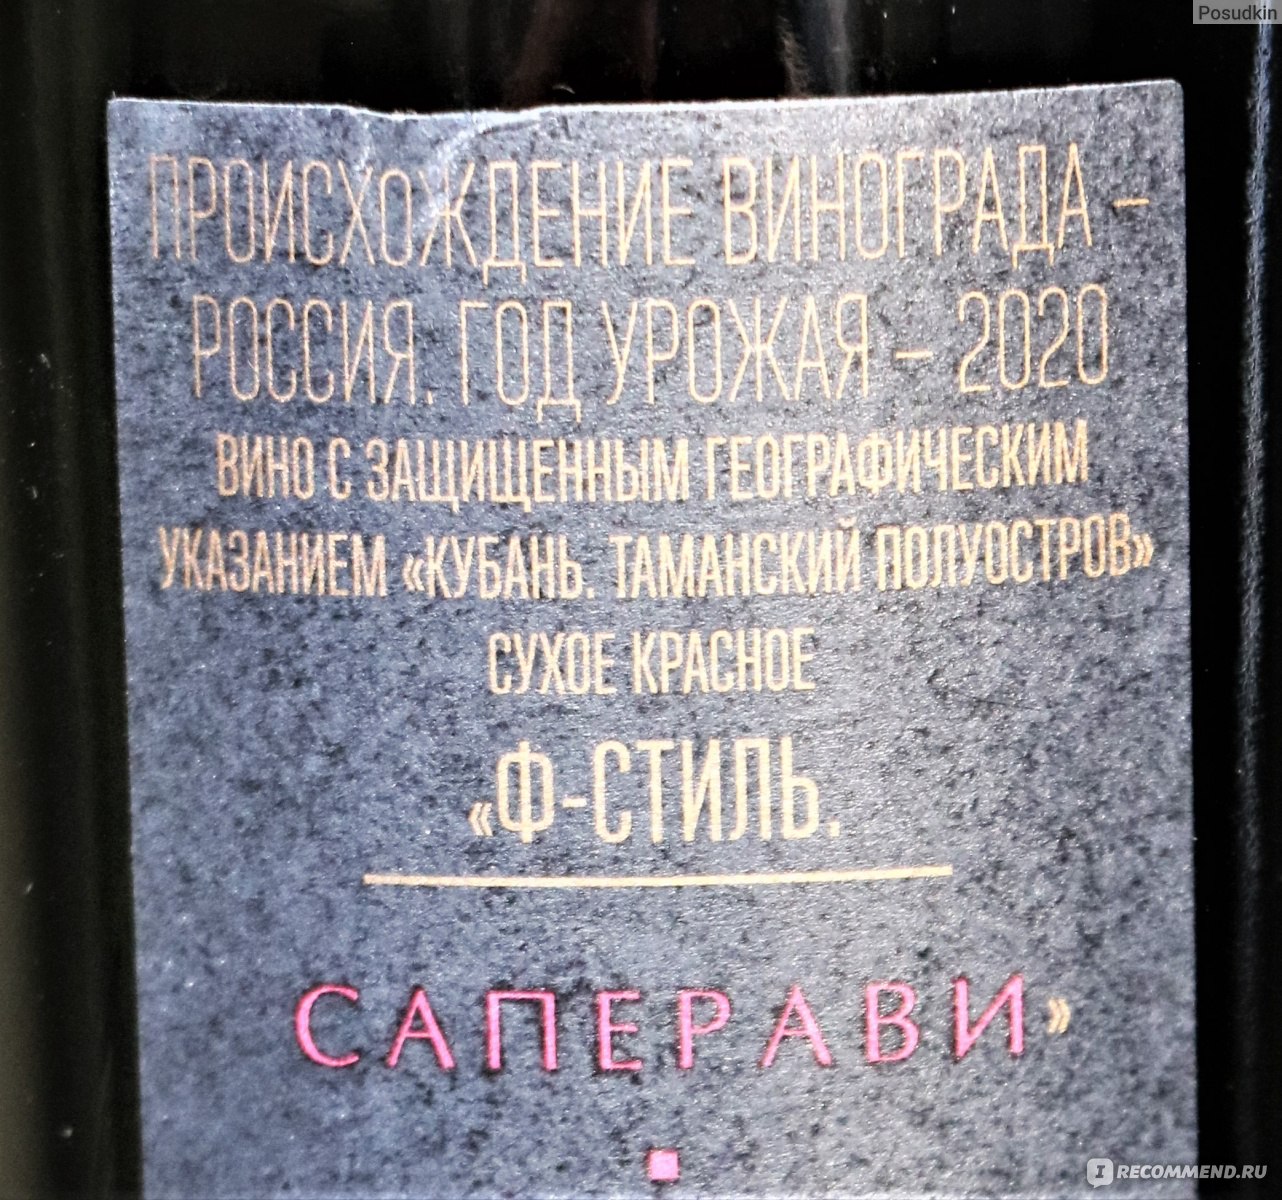 Posudkin
ПРОИСХОЖДЕНИЕ ВИНОГРАДА –
РОССИЯ. ГОД УРОЖАЯ – 2020
ВИНО С ЗАЩИЩЕННЫМ ГЕОГРАФИЧЕСКИМ
УКАЗАНИЕМ «КУБАНЬ. ТАМАНСКИЙ ПОЛУОСТРОВ»
СУХОЕ КРАСНОЕ
«Ф-СТИЛЬ.
САПЕРАВИ»
IRECOMMEND.RU